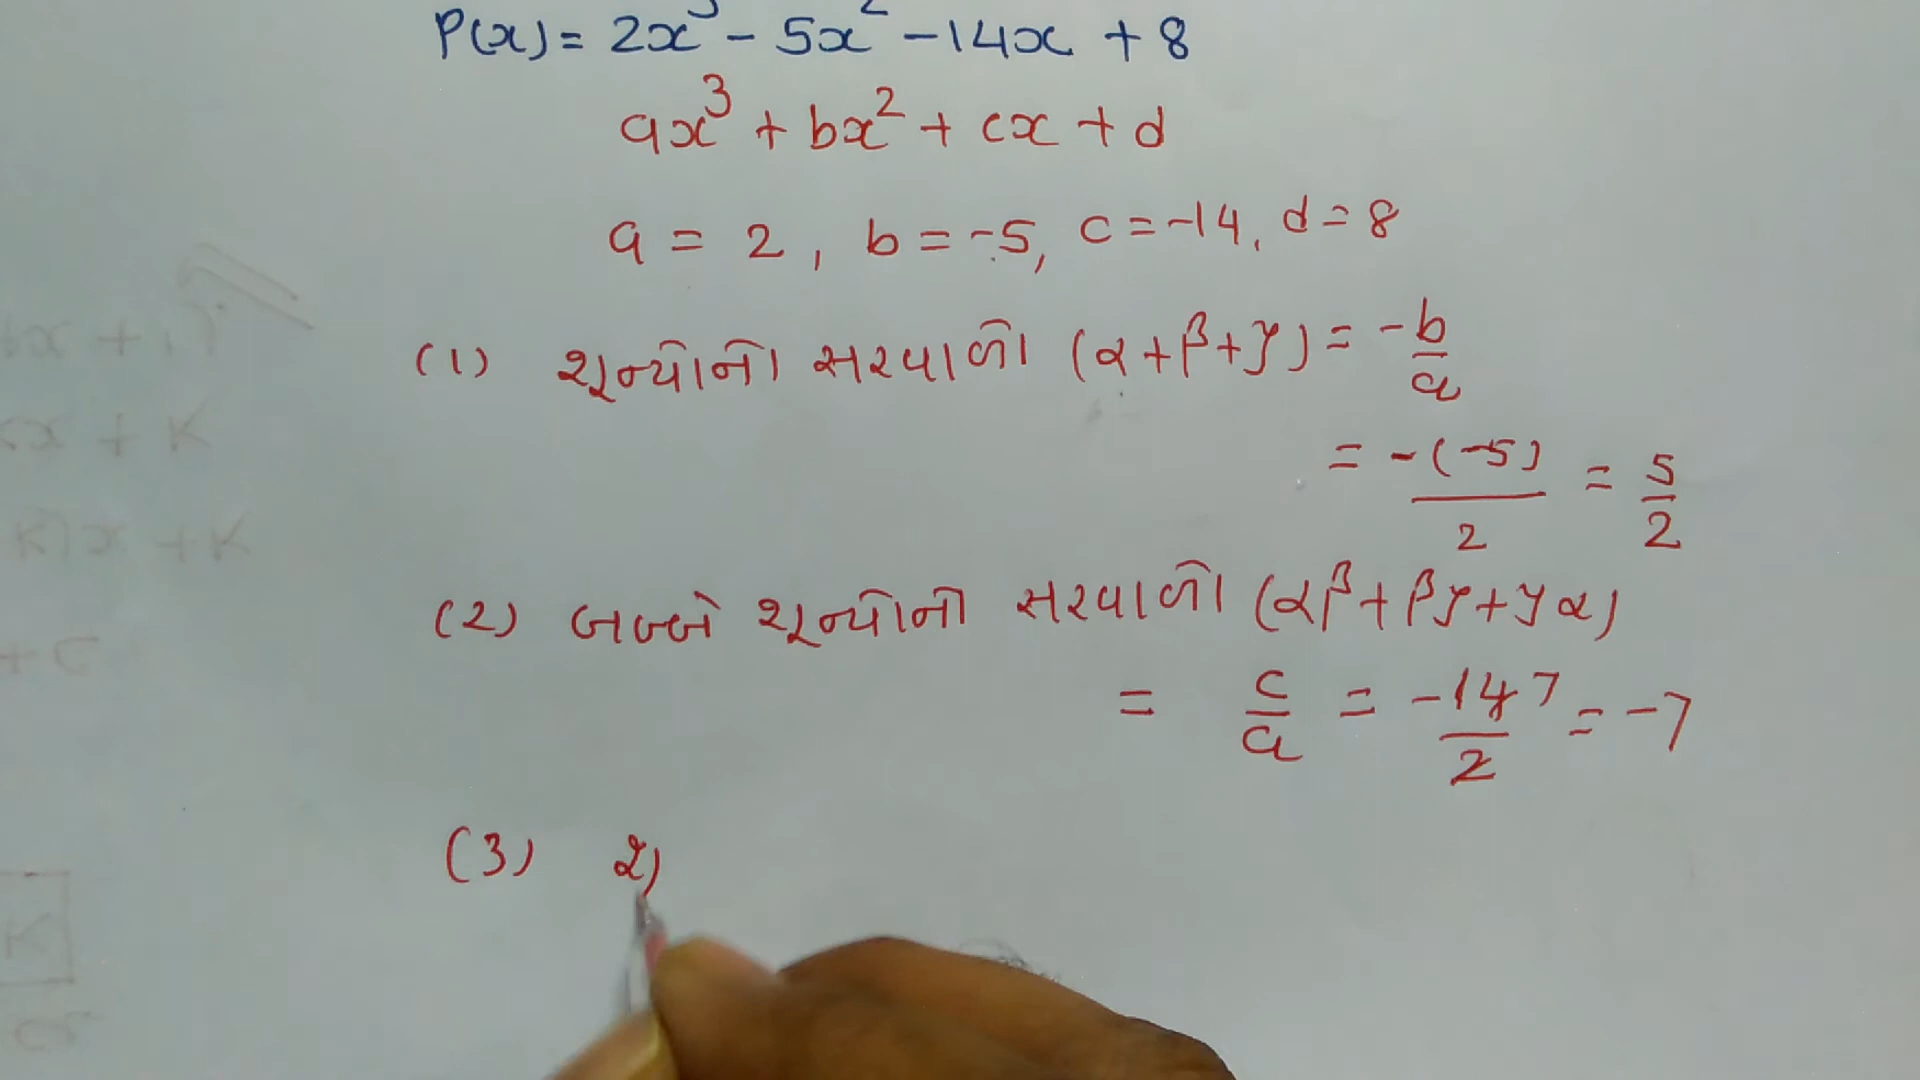 P(x) = 2x³ - 5x² - 14x + 8
ax³ + bx² + cx + d
a = 2, b = -5, c = -14, d = 8
(1) શૂન્યોનો સરવાળો (α + β + γ) = -b/a
= -(-5)/2 = 5/2
(2) બબ્બે શૂન્યોનો સરવાળો (αβ + βγ + γα)
= c/a = -14/2 7 = -7
(3) શૂ